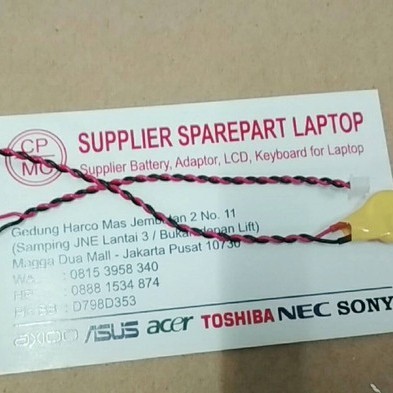 CP
MC
SUPPLIER SPAREPART LAPTOP
Supplier Battery, Adaptor, LCD, Keyboard for Laptop
Gedung Harco Mas 2 No. 11
(Samping JNE Lantai 3 / Bukan Lift)
Mangga Dua Mall - Jakarta Pusat 10730
: 0815 3958 340
: 0888 1534 874
: D798D353
AXIOO ASUS acer TOSHIBA NEC SONY